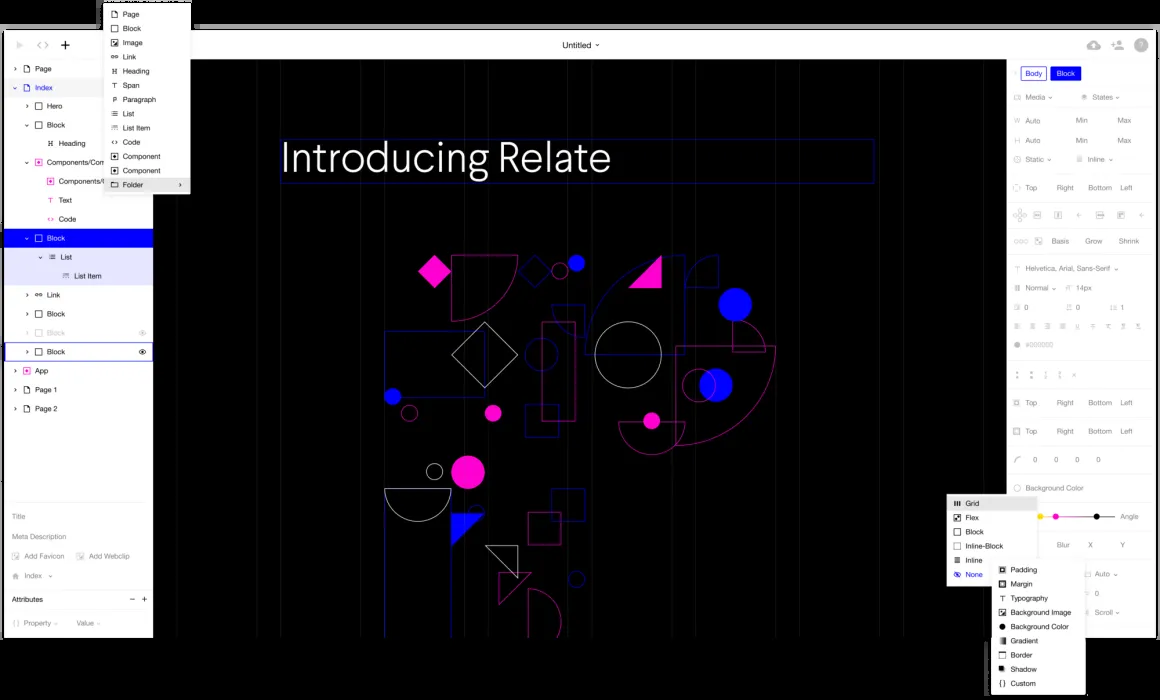 Page
Block
Image
Link
Heading
Span
Paragraph
List
List Item
Code
Component
Component
Folder
Untitled
Page
Index
Hero
Block
Heading
Components/Com
Components/C
Text
Code
Block
List
List Item
Link
Block
Block
Block
App
Page 1
Page 2
Title
Meta Description
Add Favicon Add Webclip
Index
Attributes
Property Value
Introducing Relate
Body Block
Media States
W Auto Min Max
H Auto Min Max
Static Inline
Top Right Bottom Left
Basis Grow Shrink
Helvetica, Arial, Sans-Serif
Normal 14px
0 0 1
#000000
Top Right Bottom Left
Top Right Bottom Left
0 0 0 0
Background Color
Angle
Blur X Y
Auto
0
Scroll
Grid
Flex
Block
Inline-Block
Inline
None
Padding
Margin
Typography
Background Image
Background Color
Gradient
Border
Shadow
Custom